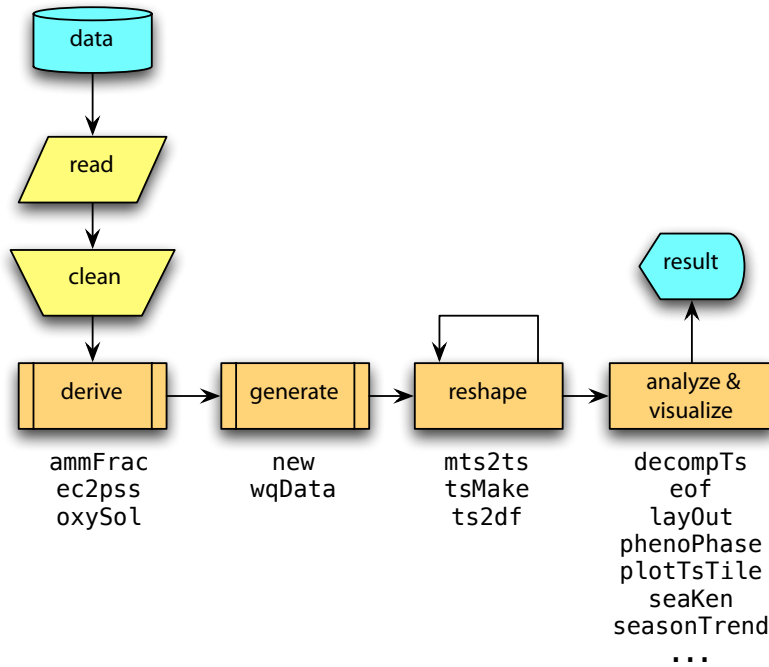 data
read
clean
result
derive
generate
reshape
analyze &
visualize
ammFrac
ec2pss
oxySol
new
wqData
mts2ts
tsMake
ts2df
decompTs
eof
layOut
phenoPhase
plotTsTile
seaKen
seasonTrend
...